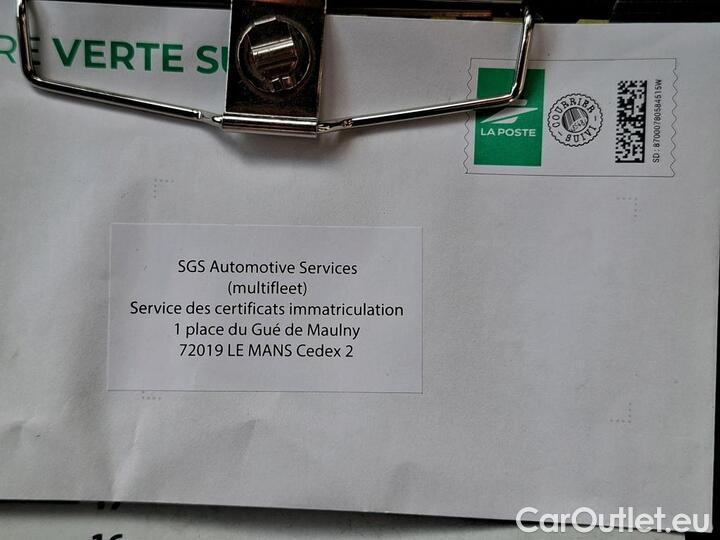 RE VERTE SU
LA POSTE
COURRIER SUIVI
SD : 87000780584515W
SGS Automotive Services
(multifleet)
Service des certificats immatriculation
1 place du Gué de Maulny
72019 LE MANS Cedex 2
CarOutlet.eu